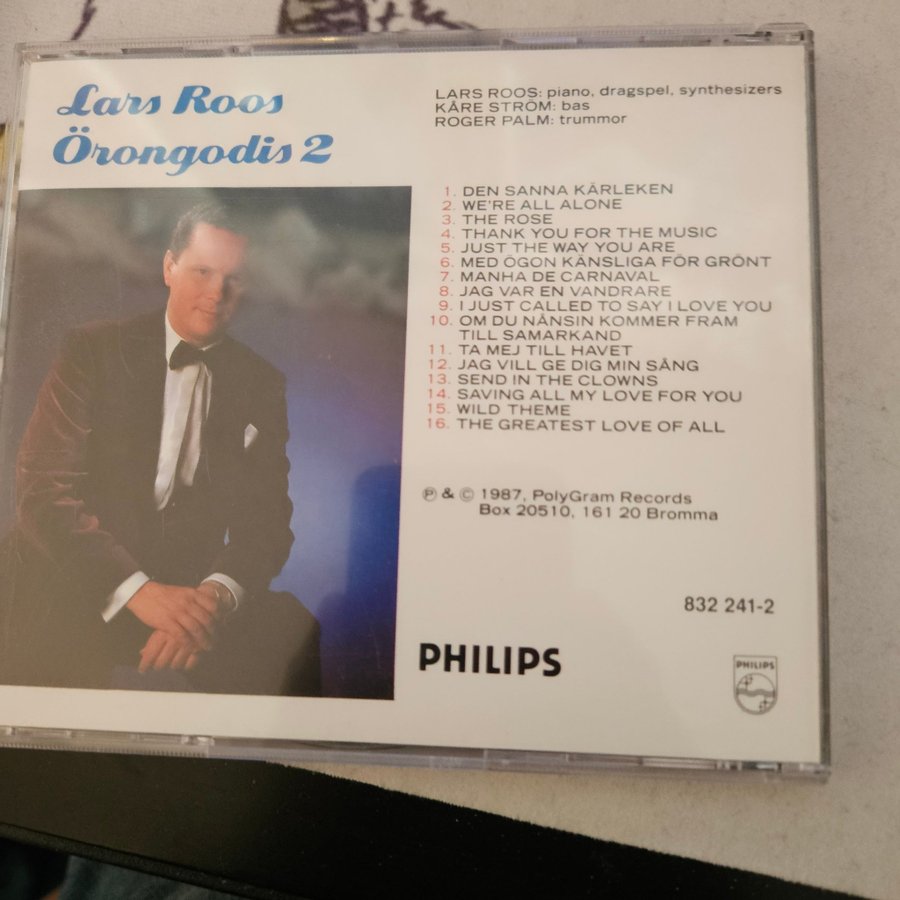 Lars Roos
Örongodis 2
LARS ROOS: piano, dragspel, synthesizers
KÅRE STRÖM: bas
ROGER PALM: trummor
1. DEN SANNA KÄRLEKEN
2. WE'RE ALL ALONE
3. THE ROSE
4. THANK YOU FOR THE MUSIC
5. JUST THE WAY YOU ARE
6. MED ÖGON KÄNSLIGA FÖR GRÖNT
7. MANHA DE CARNAVAL
8. JAG VAR EN VANDRARE
9. I JUST CALLED TO SAY I LOVE YOU
10. OM DU NÅNSIN KOMMER FRAM
TILL SAMARKAND
11. TA MEJ TILL HAVET
12. JAG VILL GE DIG MIN SÅNG
13. SEND IN THE CLOWNS
14. SAVING ALL MY LOVE FOR YOU
15. WILD THEME
16. THE GREATEST LOVE OF ALL
℗ & © 1987, PolyGram Records
Box 20510, 161 20 Bromma
832 241-2
PHILIPS
PHILIPS